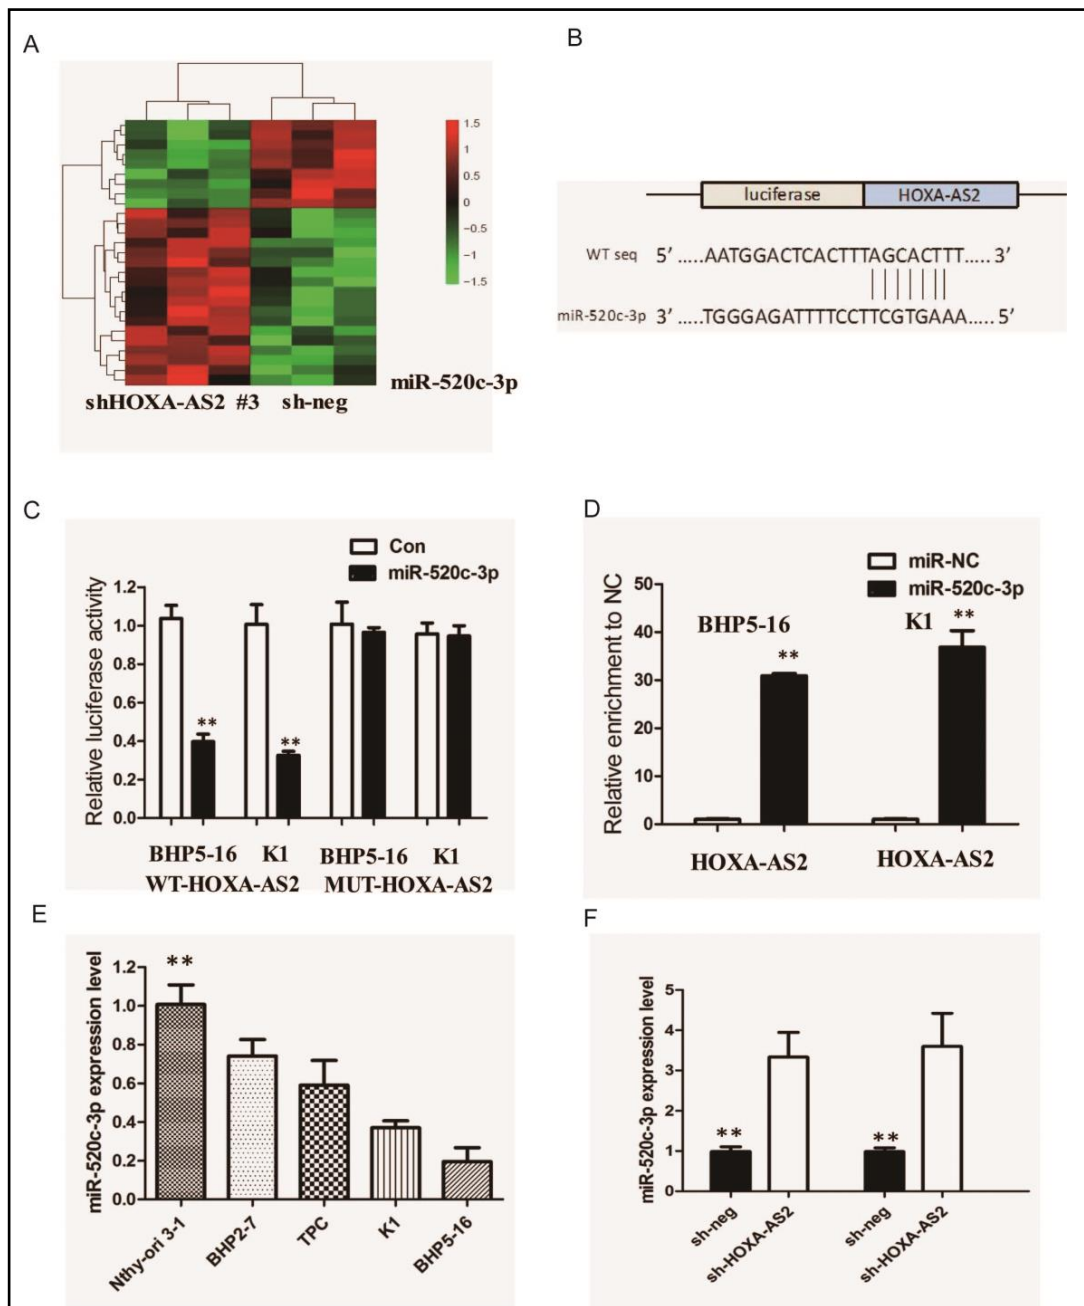 A
1.5
1
0.5
0
-0.5
-1
-1.5
miR-520c-3p
shHOXA-AS2 #3 sh-neg
B
luciferase HOXA-AS2
WT seq 5' .....AATGGACTCACTTTAGCACTTT..... 3'
miR-520c-3p 3' .....TGGGAGATTTTCCTTCGTGAAA..... 5'
C
Con
miR-520c-3p
Relative luciferase activity
1.2
1.0
0.8
0.6
0.4
0.2
0.0
** **
BHP5-16 K1 BHP5-16 K1
WT-HOXA-AS2 MUT-HOXA-AS2
D
miR-NC
miR-520c-3p
Relative enrichment to NC
50
40
30
20
10
0
BHP5-16 K1
** **
HOXA-AS2 HOXA-AS2
E
miR-520c-3p expression level
1.2
1.0
0.8
0.6
0.4
0.2
0.0
**
Nthy-ori 3-1 BHP2-7 TPC K1 BHP5-16
F
miR-520c-3p expression level
5
4
3
2
1
0
** **
sh-neg sh-HOXA-AS2 sh-neg sh-HOXA-AS2